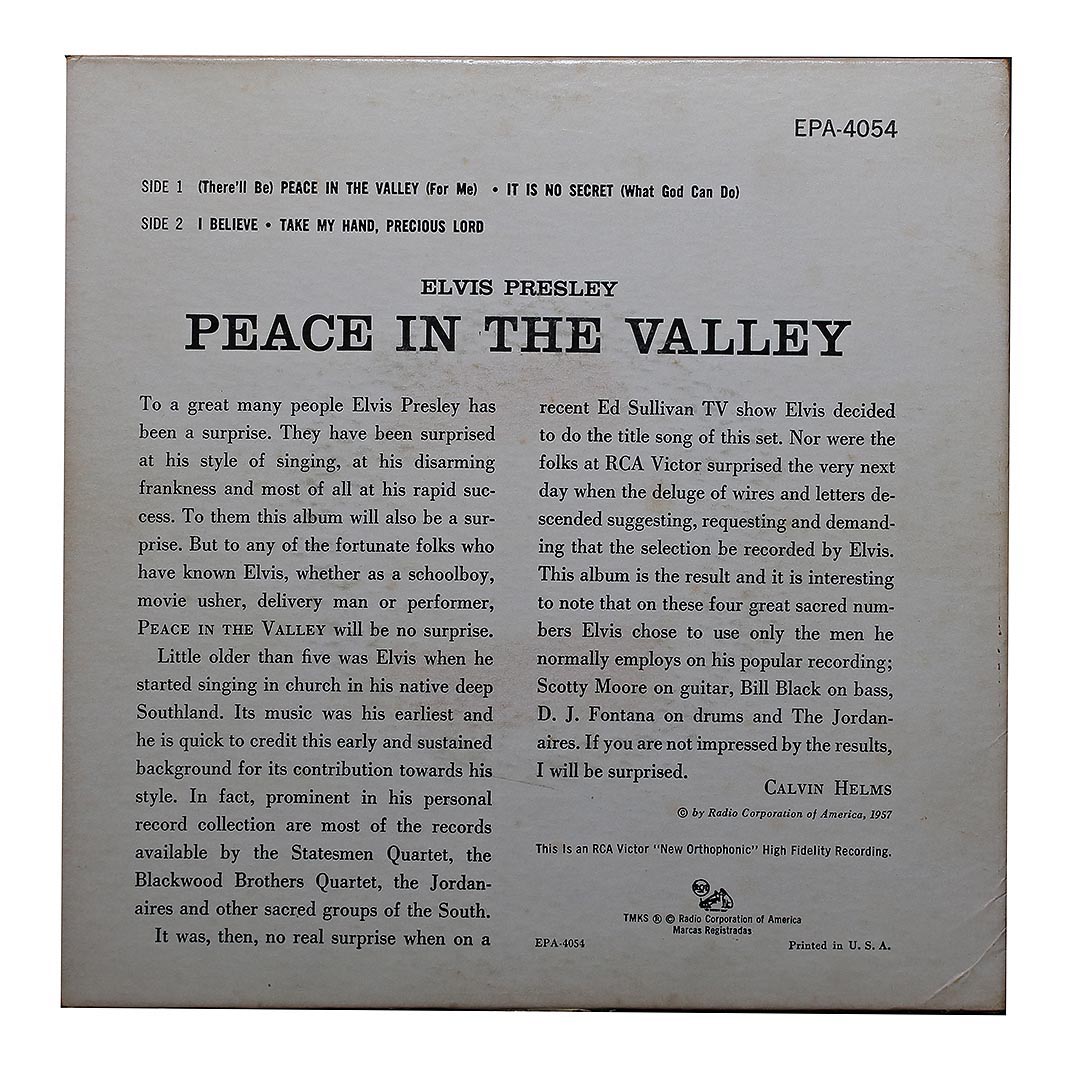 EPA-4054
SIDE 1 (There'll Be) PEACE IN THE VALLEY (For Me) • IT IS NO SECRET (What God Can Do)
SIDE 2 I BELIEVE • TAKE MY HAND, PRECIOUS LORD
ELVIS PRESLEY
PEACE IN THE VALLEY
To a great many people Elvis Presley has
been a surprise. They have been surprised
at his style of singing, at his disarming
frankness and most of all at his rapid suc-
cess. To them this album will also be a sur-
prise. But to any of the fortunate folks who
have known Elvis, whether as a schoolboy,
movie usher, delivery man or performer,
PEACE IN THE VALLEY will be no surprise.
Little older than five was Elvis when he
started singing in church in his native deep
Southland. Its music was his earliest and
he is quick to credit this early and sustained
background for its contribution towards his
style. In fact, prominent in his personal
record collection are most of the records
available by the Statesmen Quartet, the
Blackwood Brothers Quartet, the Jordan-
aires and other sacred groups of the South.
It was, then, no real surprise when on a
recent Ed Sullivan TV show Elvis decided
to do the title song of this set. Nor were the
folks at RCA Victor surprised the very next
day when the deluge of wires and letters de-
scended suggesting, requesting and demand-
ing that the selection be recorded by Elvis.
This album is the result and it is interesting
to note that on these four great sacred num-
bers Elvis chose to use only the men he
normally employs on his popular recording;
Scotty Moore on guitar, Bill Black on bass,
D. J. Fontana on drums and The Jordan-
aires. If you are not impressed by the results,
I will be surprised.
CALVIN HELMS
© by Radio Corporation of America, 1957
This Is an RCA Victor "New Orthophonic" High Fidelity Recording.
RCA
TMKS ® © Radio Corporation of America
Marcas Registradas
EPA-4054
Printed in U. S. A.